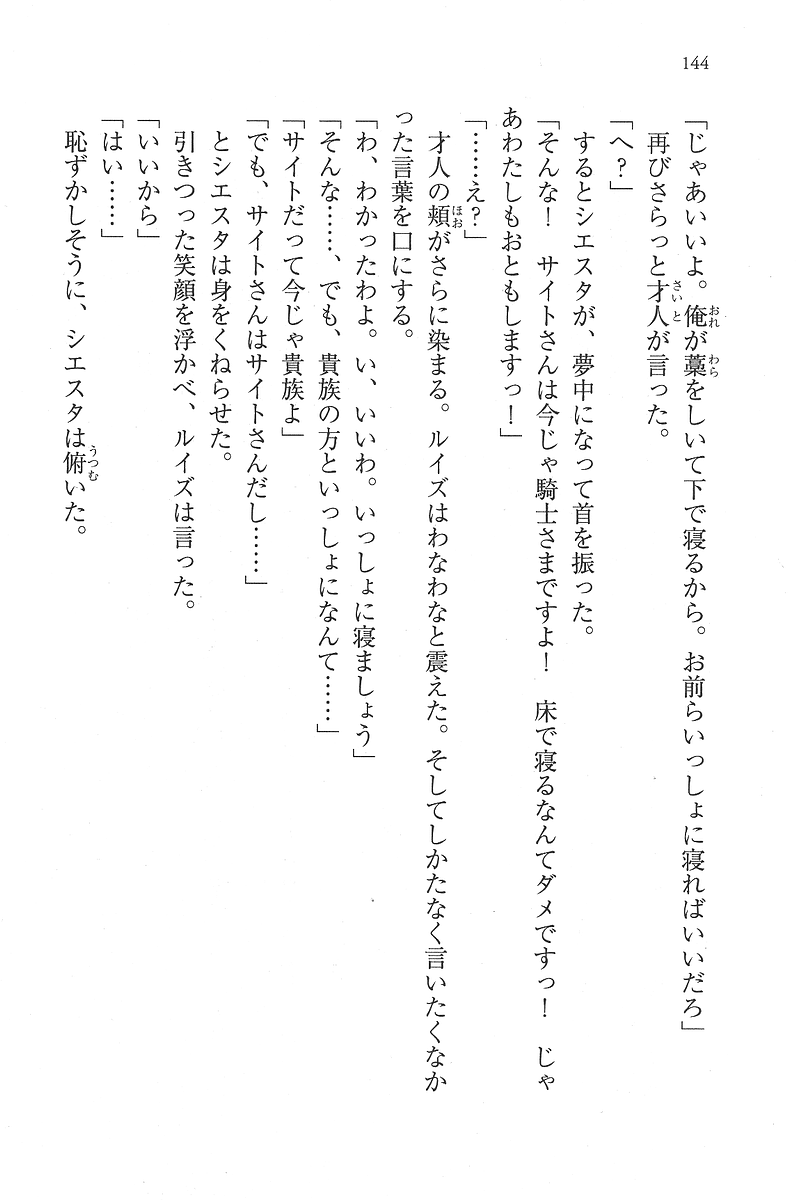 144
「じゃあいいよ。俺が藁をしいて下で寝るから。お前らいっしょに寝ればいいだろ」
再びさらっと才人が言った。
「へ？」
するとシエスタが、夢中になって首を振った。
「そんな！　サイトさんは今じゃ騎士さまですよ！　床で寝るなんてダメですっ！　じゃ
あわたしもおともしますっ！」
「……え？」
才人の頬がさらに染まる。ルイズはわなわなと震えた。そしてしかたなく言いたくなか
った言葉を口にする。
「わ、わかったわよ。い、いいわ。いっしょに寝ましょう」
「そんな……、でも、貴族の方といっしょになんて……」
「サイトだって今じゃ貴族よ」
「でも、サイトさんはサイトさんだし……」
とシエスタは身をくねらせた。
引きつった笑顔を浮かべ、ルイズは言った。
「いいから」
「はい……」
恥ずかしそうに、シエスタは俯いた。